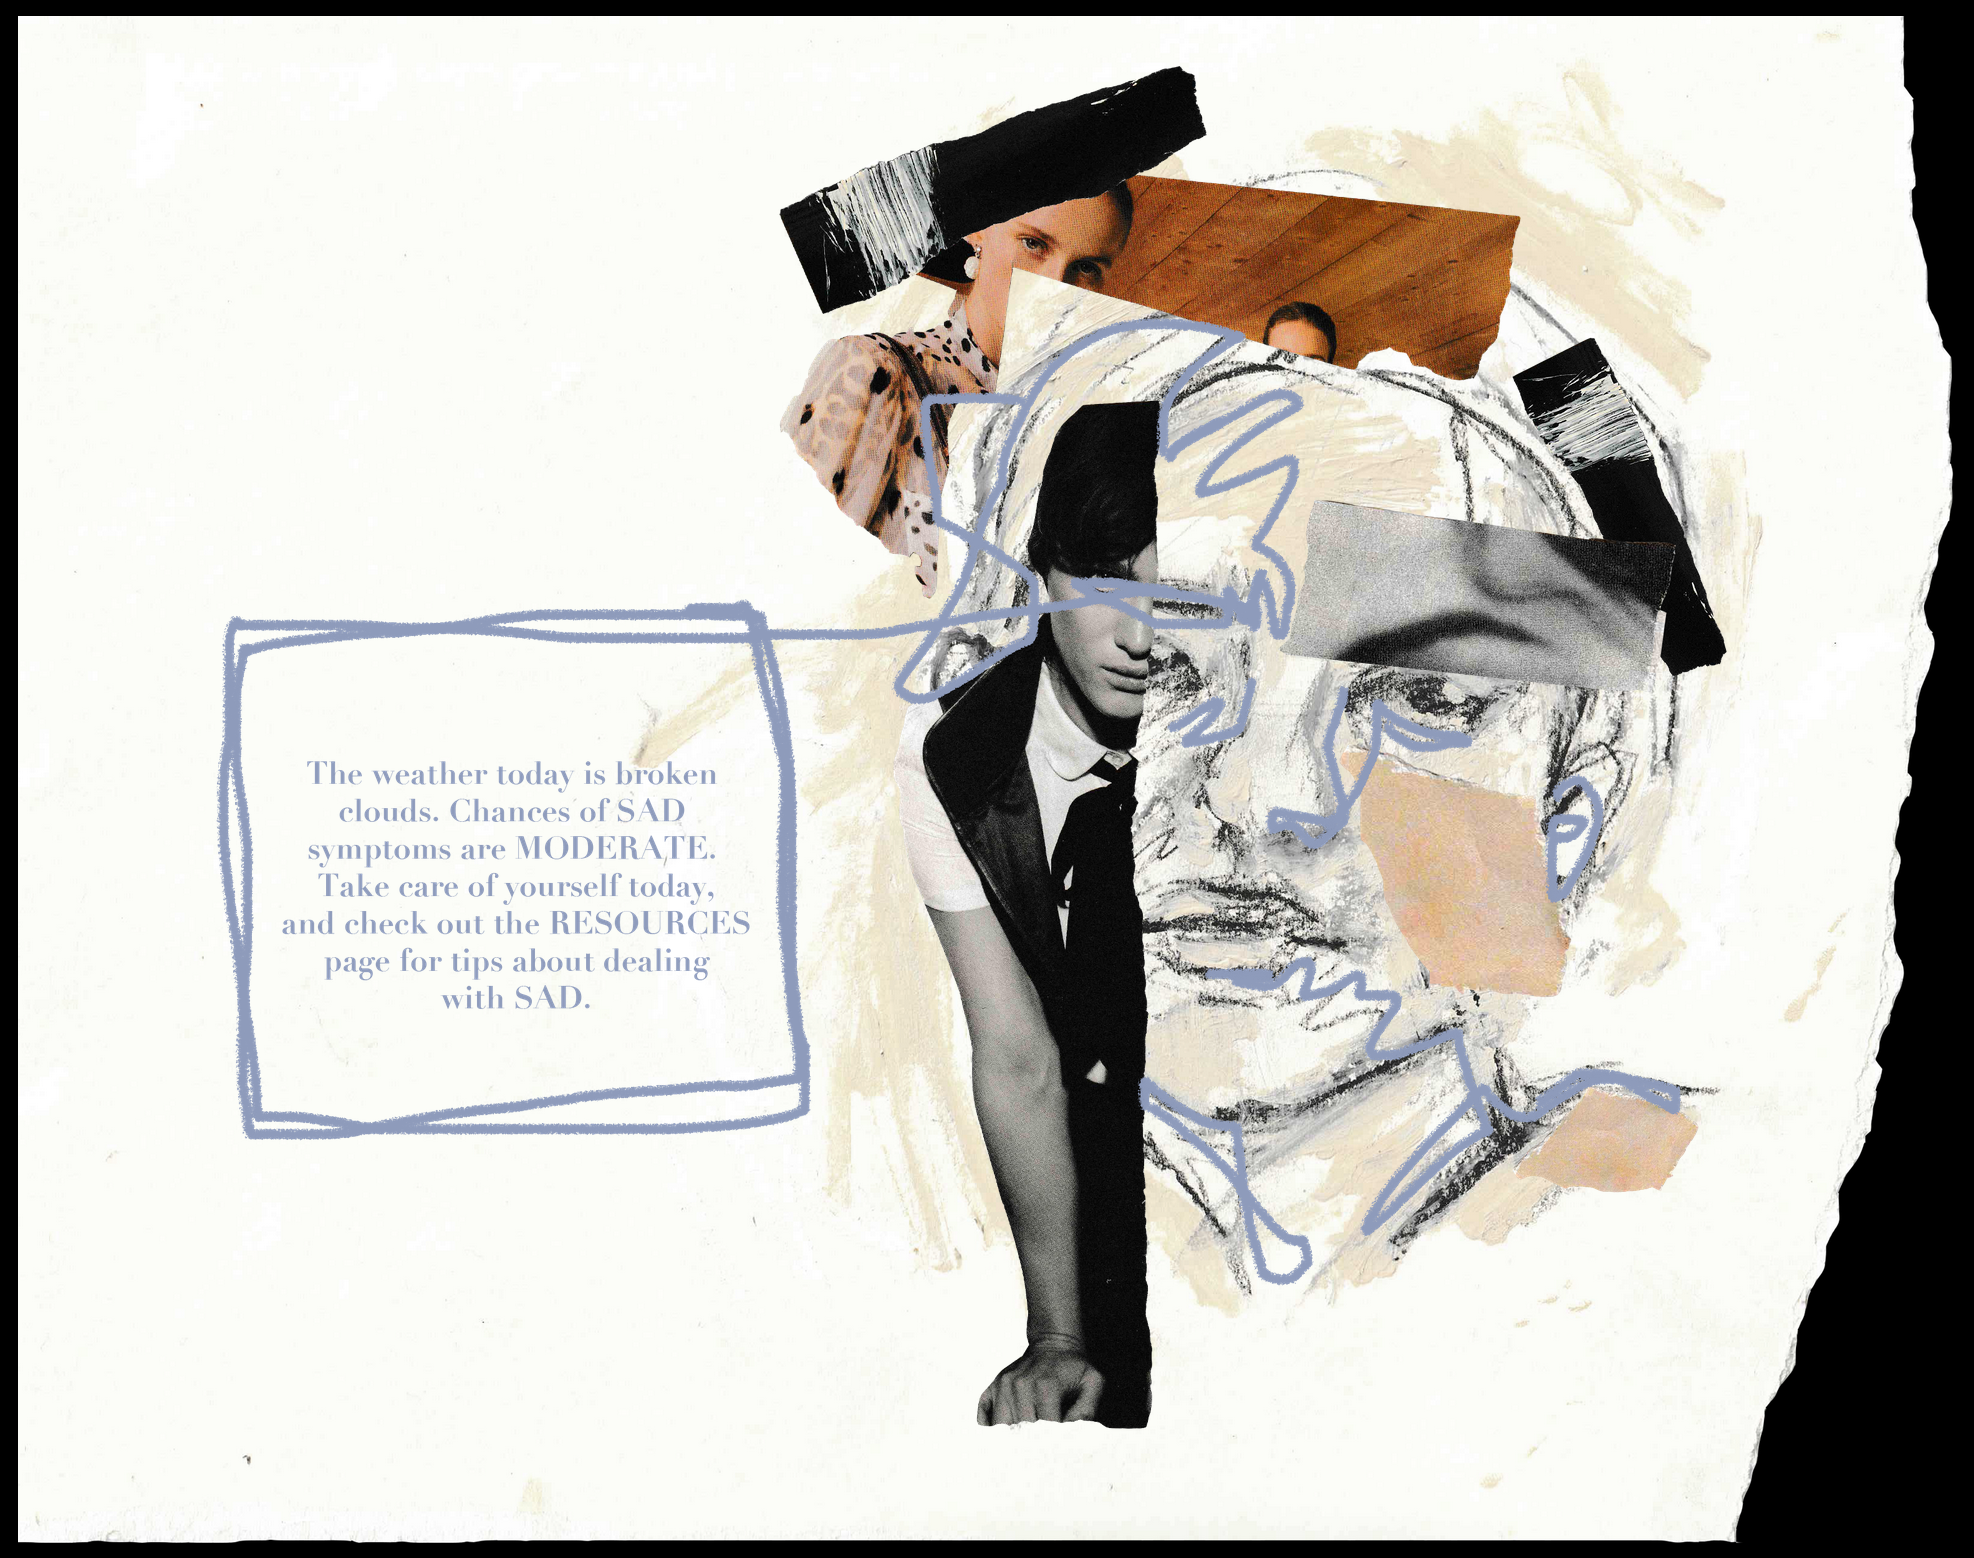 The weather today is broken
clouds. Chances of SAD
symptoms are MODERATE.
Take care of yourself today,
and check out the RESOURCES
page for tips about dealing
with SAD.